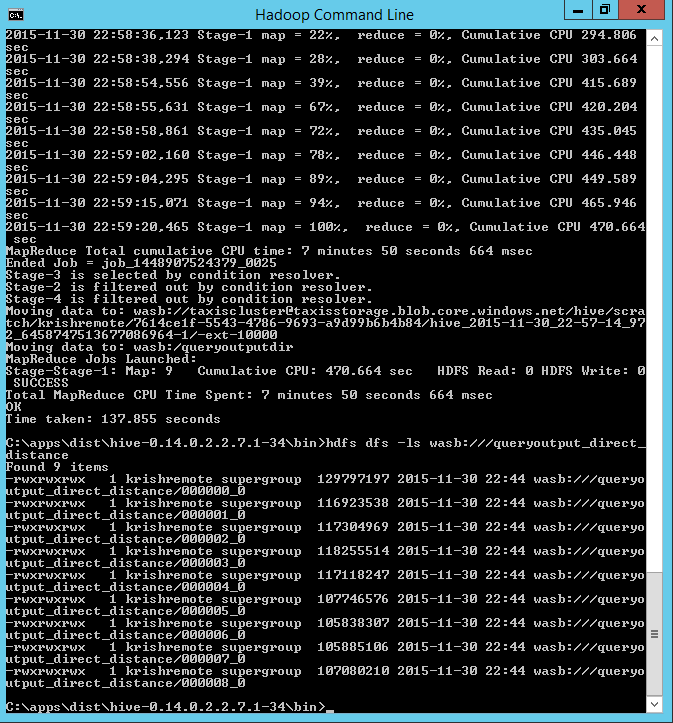 Hadoop Command Line
2015-11-30 22:58:36,123 Stage-1 map = 22%,  reduce = 0%, Cumulative CPU 294.806
sec
2015-11-30 22:58:38,294 Stage-1 map = 28%,  reduce = 0%, Cumulative CPU 303.664
sec
2015-11-30 22:58:54,556 Stage-1 map = 39%,  reduce = 0%, Cumulative CPU 415.689
sec
2015-11-30 22:58:55,631 Stage-1 map = 67%,  reduce = 0%, Cumulative CPU 420.204
sec
2015-11-30 22:58:58,861 Stage-1 map = 72%,  reduce = 0%, Cumulative CPU 435.045
sec
2015-11-30 22:59:02,160 Stage-1 map = 78%,  reduce = 0%, Cumulative CPU 446.448
sec
2015-11-30 22:59:04,295 Stage-1 map = 89%,  reduce = 0%, Cumulative CPU 449.589
sec
2015-11-30 22:59:15,071 Stage-1 map = 94%,  reduce = 0%, Cumulative CPU 465.946
sec
2015-11-30 22:59:20,465 Stage-1 map = 100%,  reduce = 0%, Cumulative CPU 470.664
 sec
MapReduce Total cumulative CPU time: 7 minutes 50 seconds 664 msec
Ended Job = job_1448907524379_0025
Stage-3 is selected by condition resolver.
Stage-2 is filtered out by condition resolver.
Stage-4 is filtered out by condition resolver.
Moving data to: wasb://taxiscluster@taxisstorage.blob.core.windows.net/hive/scra
tch/krishremote/7614ce1f-5543-4786-9693-a9d99b6b4b84/hive_2015-11-30_22-57-14_97
2_6458747513677086964-1/-ext-10000
Moving data to: wasb:/queryoutputdir
MapReduce Jobs Launched:
Stage-Stage-1: Map: 9   Cumulative CPU: 470.664 sec   HDFS Read: 0 HDFS Write: 0
 SUCCESS
Total MapReduce CPU Time Spent: 7 minutes 50 seconds 664 msec
OK
Time taken: 137.855 seconds
C:\apps\dist\hive-0.14.0.2.2.7.1-34\bin>hdfs dfs -ls wasb:///queryoutput_direct_
distance
Found 9 items
-rwxrwxrwx   1 krishremote supergroup  129797197 2015-11-30 22:44 wasb:///queryo
utput_direct_distance/000000_0
-rwxrwxrwx   1 krishremote supergroup  116923538 2015-11-30 22:44 wasb:///queryo
utput_direct_distance/000001_0
-rwxrwxrwx   1 krishremote supergroup  117304969 2015-11-30 22:44 wasb:///queryo
utput_direct_distance/000002_0
-rwxrwxrwx   1 krishremote supergroup  118255514 2015-11-30 22:44 wasb:///queryo
utput_direct_distance/000003_0
-rwxrwxrwx   1 krishremote supergroup  117118247 2015-11-30 22:44 wasb:///queryo
utput_direct_distance/000004_0
-rwxrwxrwx   1 krishremote supergroup  107746576 2015-11-30 22:44 wasb:///queryo
utput_direct_distance/000005_0
-rwxrwxrwx   1 krishremote supergroup  105838307 2015-11-30 22:44 wasb:///queryo
utput_direct_distance/000006_0
-rwxrwxrwx   1 krishremote supergroup  105885106 2015-11-30 22:44 wasb:///queryo
utput_direct_distance/000007_0
-rwxrwxrwx   1 krishremote supergroup  107080210 2015-11-30 22:44 wasb:///queryo
utput_direct_distance/000008_0
C:\apps\dist\hive-0.14.0.2.2.7.1-34\bin>_